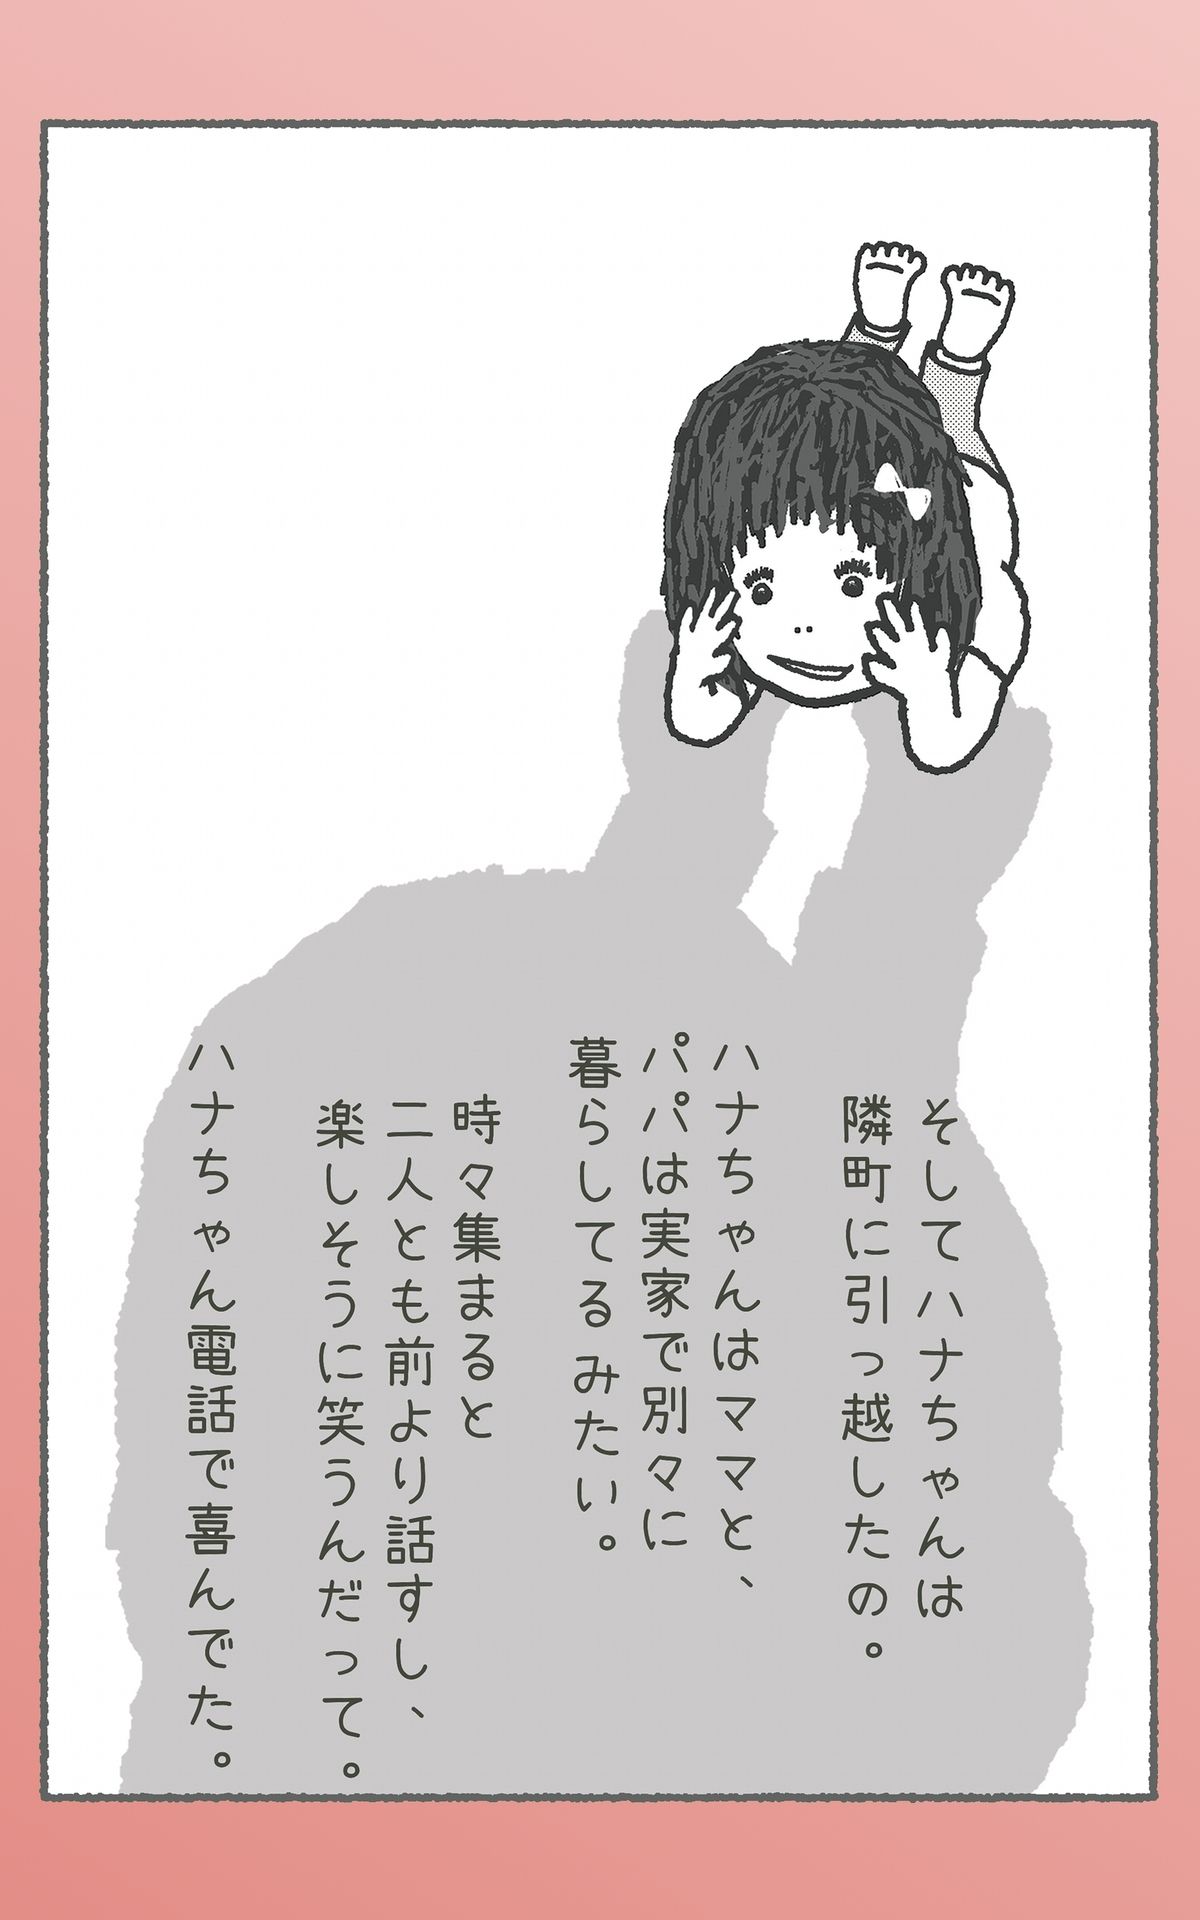 そしてハナちゃんは
隣町に引っ越したの。
ハナちゃんはママと、
パパは実家で別々に
暮らしてるみたい。
時々集まると
二人とも前より話すし、
楽しそうに笑うんだって。
ハナちゃん電話で喜んでた。